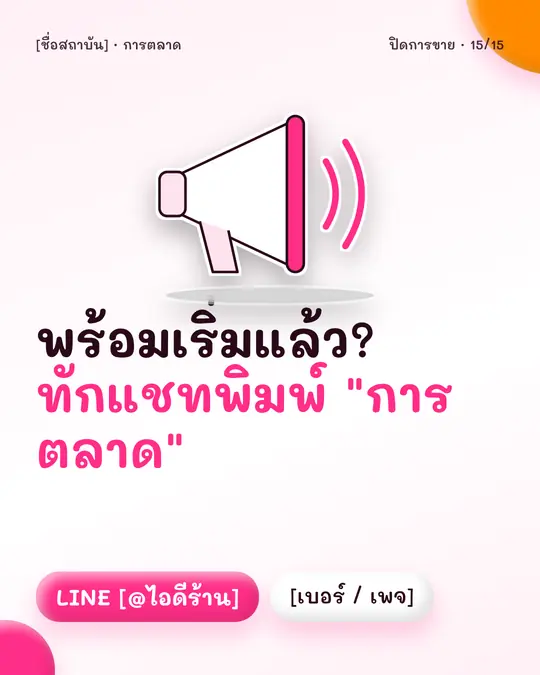 [ชื่อสถาบัน] · การตลาด
ปิดการขาย · 15/15
พร้อมเริ่มแล้ว?
ทักแชทพิมพ์ "การ
ตลาด"
LINE [@ไอดีร้าน]
[เบอร์ / เพจ]